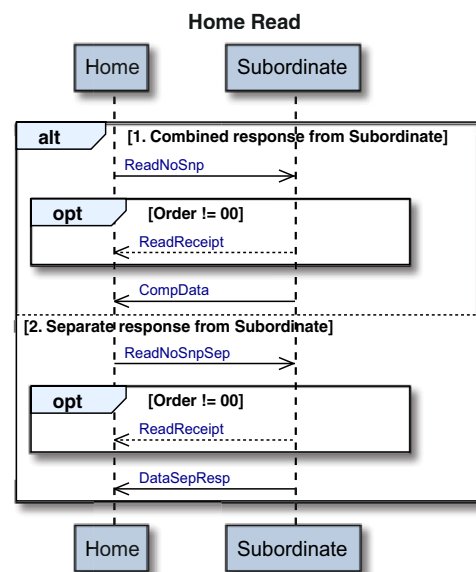 Home Read
Home Subordinate
alt [1. Combined response from Subordinate]
ReadNoSnp
opt [Order != 00]
ReadReceipt
CompData
[2. Separate response from Subordinate]
ReadNoSnpSep
opt [Order != 00]
ReadReceipt
DataSepResp
Home Subordinate